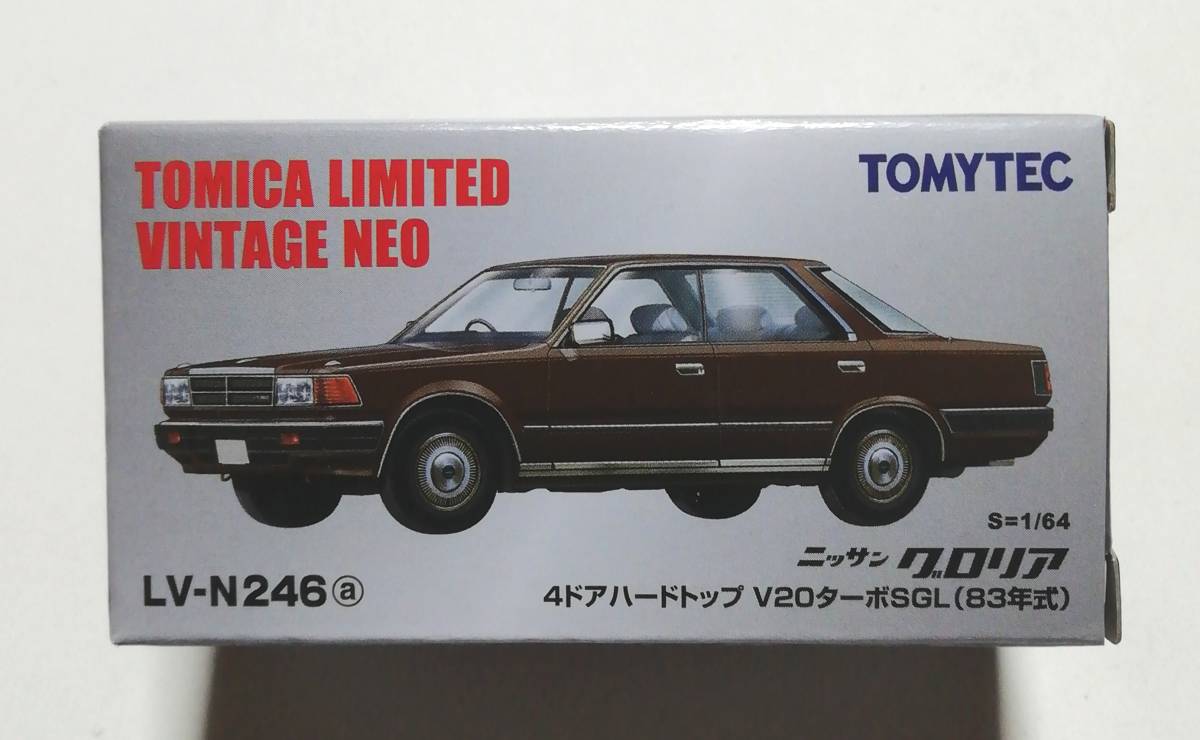 TOMICA LIMITED
VINTAGE NEO
TOMYTEC
S=1/64
ニッサン グロリア
LV-N246ⓐ
4ドアハードトップ V20ターボSGL(83年式)